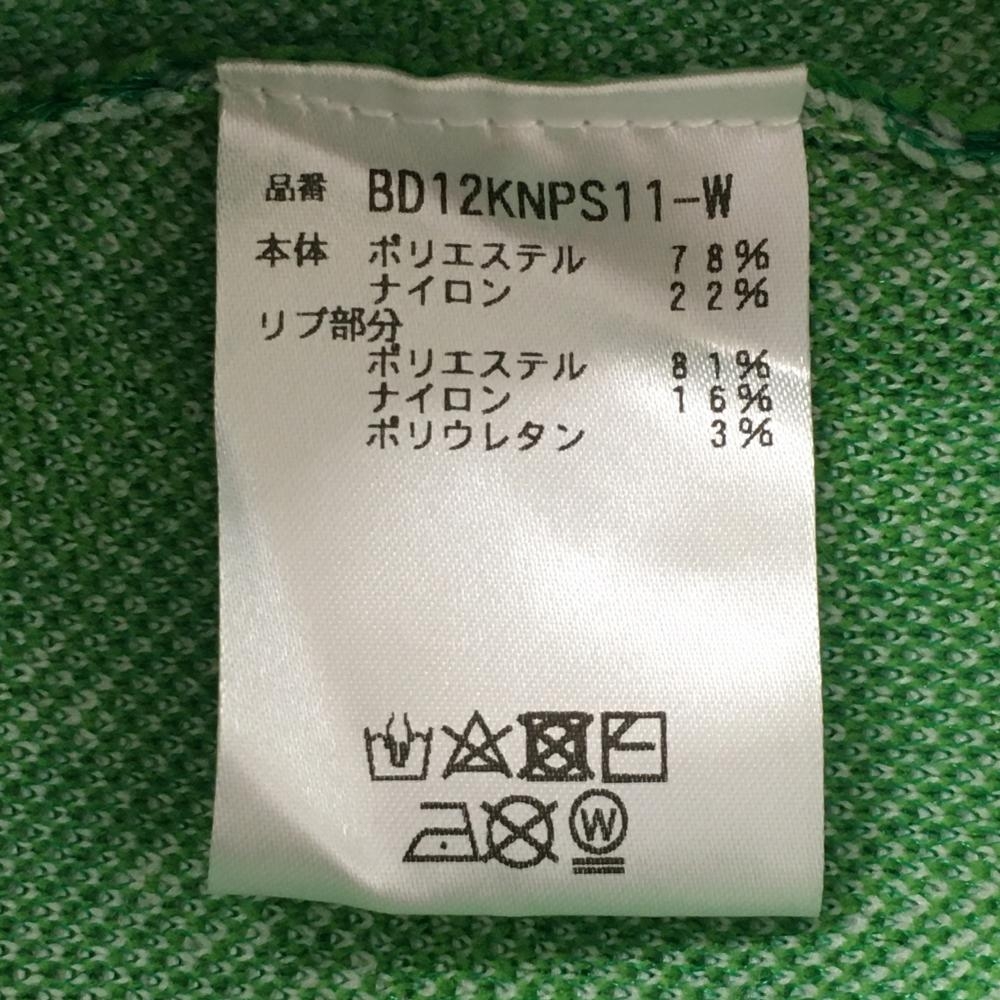 品番 BD12KNPS11-W
本体 ポリエステル 78%
ナイロン 22%
リブ部分
ポリエステル 81%
ナイロン 16%
ポリウレタン 3%
W